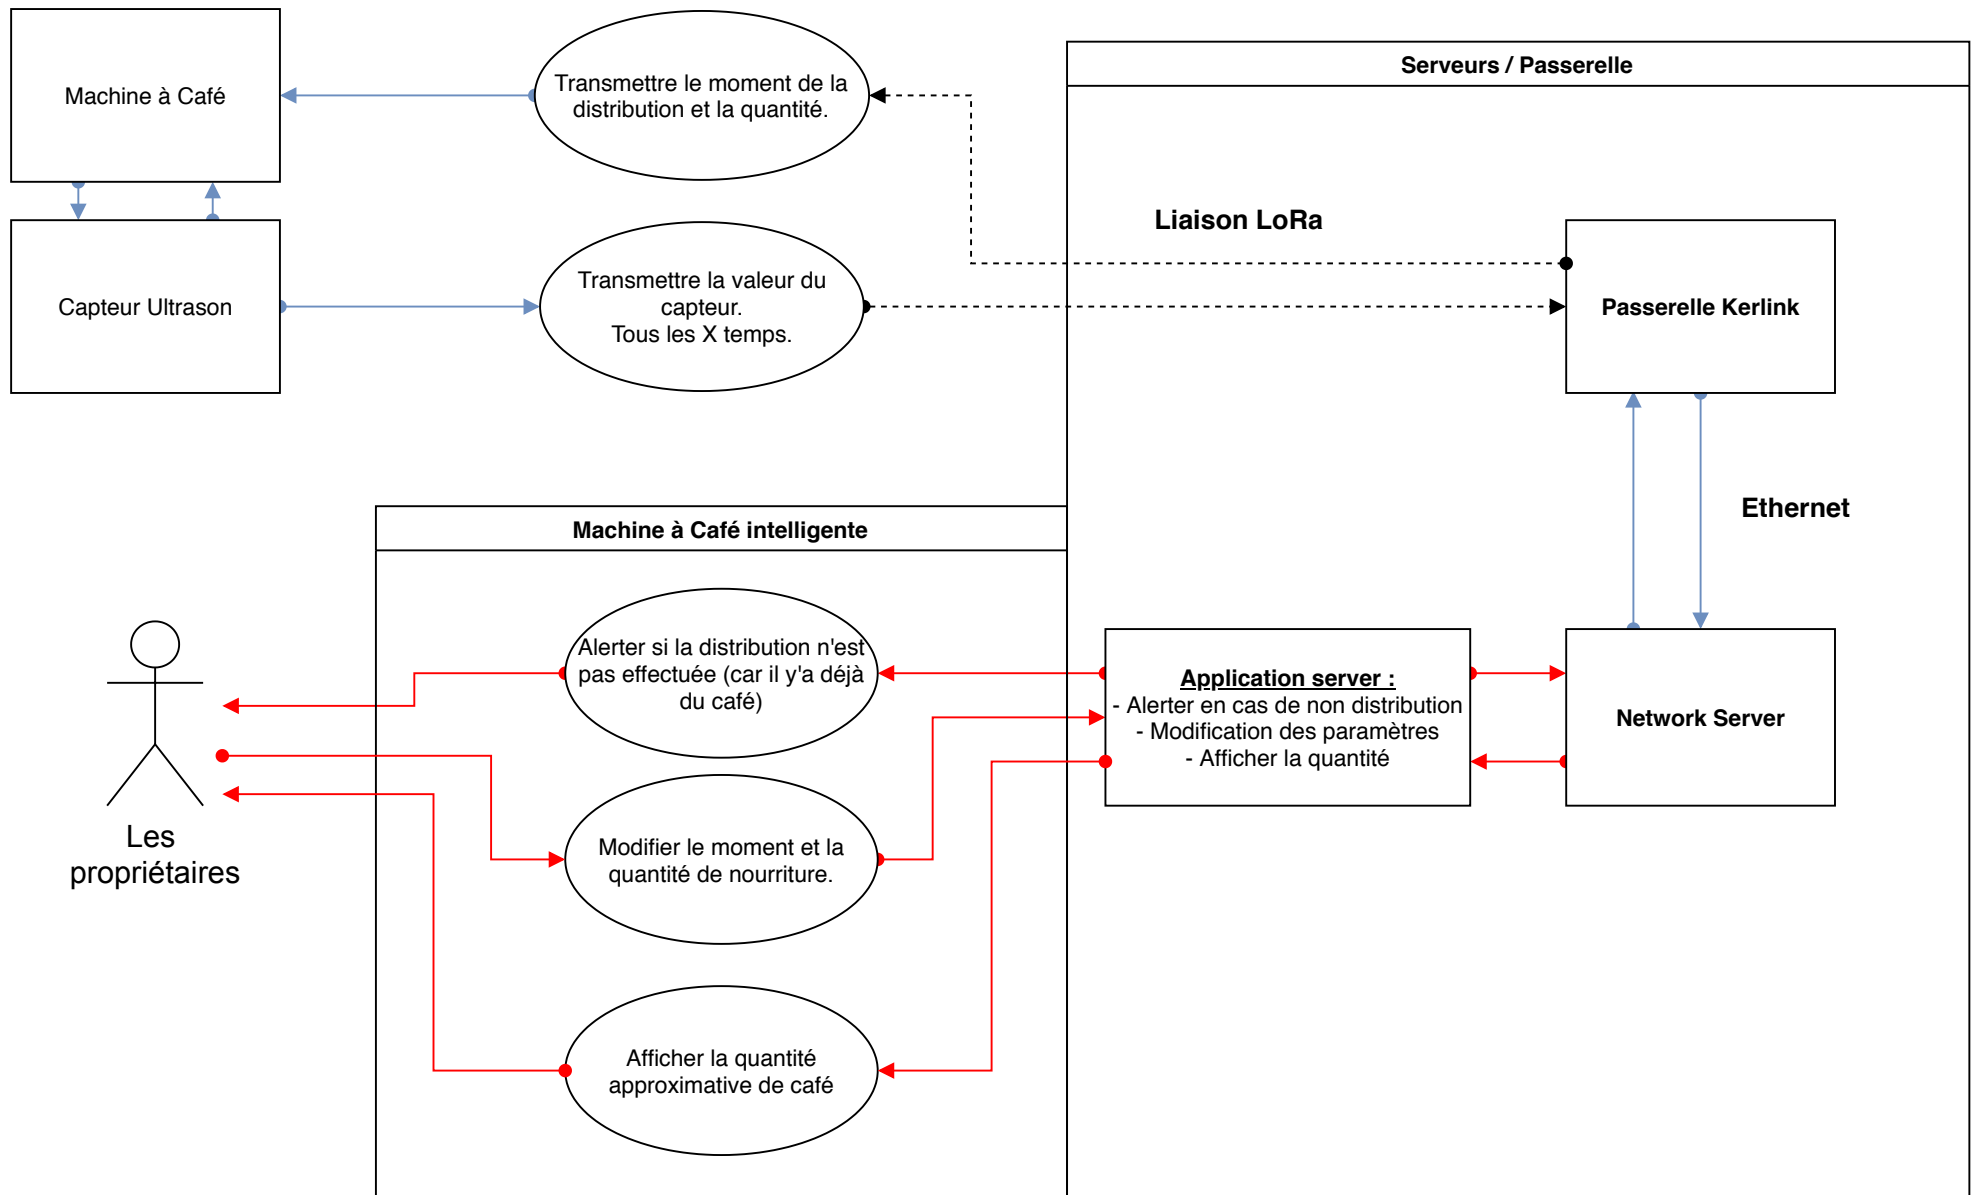 Machine à Café
Transmettre le moment de la
distribution et la quantité.
Serveurs / Passerelle
Liaison LoRa
Capteur Ultrason
Transmettre la valeur du
capteur.
Tous les X temps.
Passerelle Kerlink
Ethernet
Machine à Café intelligente
Alerter si la distribution n'est
pas effectuée (car il y'a déjà
du café)
Application server :
- Alerter en cas de non distribution
- Modification des paramètres
- Afficher la quantité
Network Server
Les
propriétaires
Modifier le moment et la
quantité de nourriture.
Afficher la quantité
approximative de café